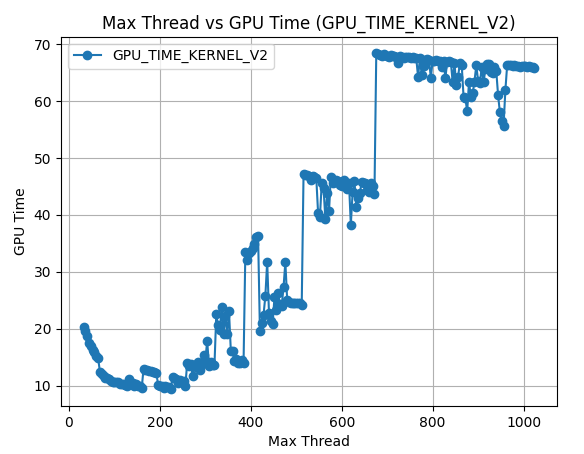 Max Thread vs GPU Time (GPU_TIME_KERNEL_V2)
GPU_TIME_KERNEL_V2
GPU Time
70
60
50
40
30
20
10
0 200 400 600 800 1000
Max Thread